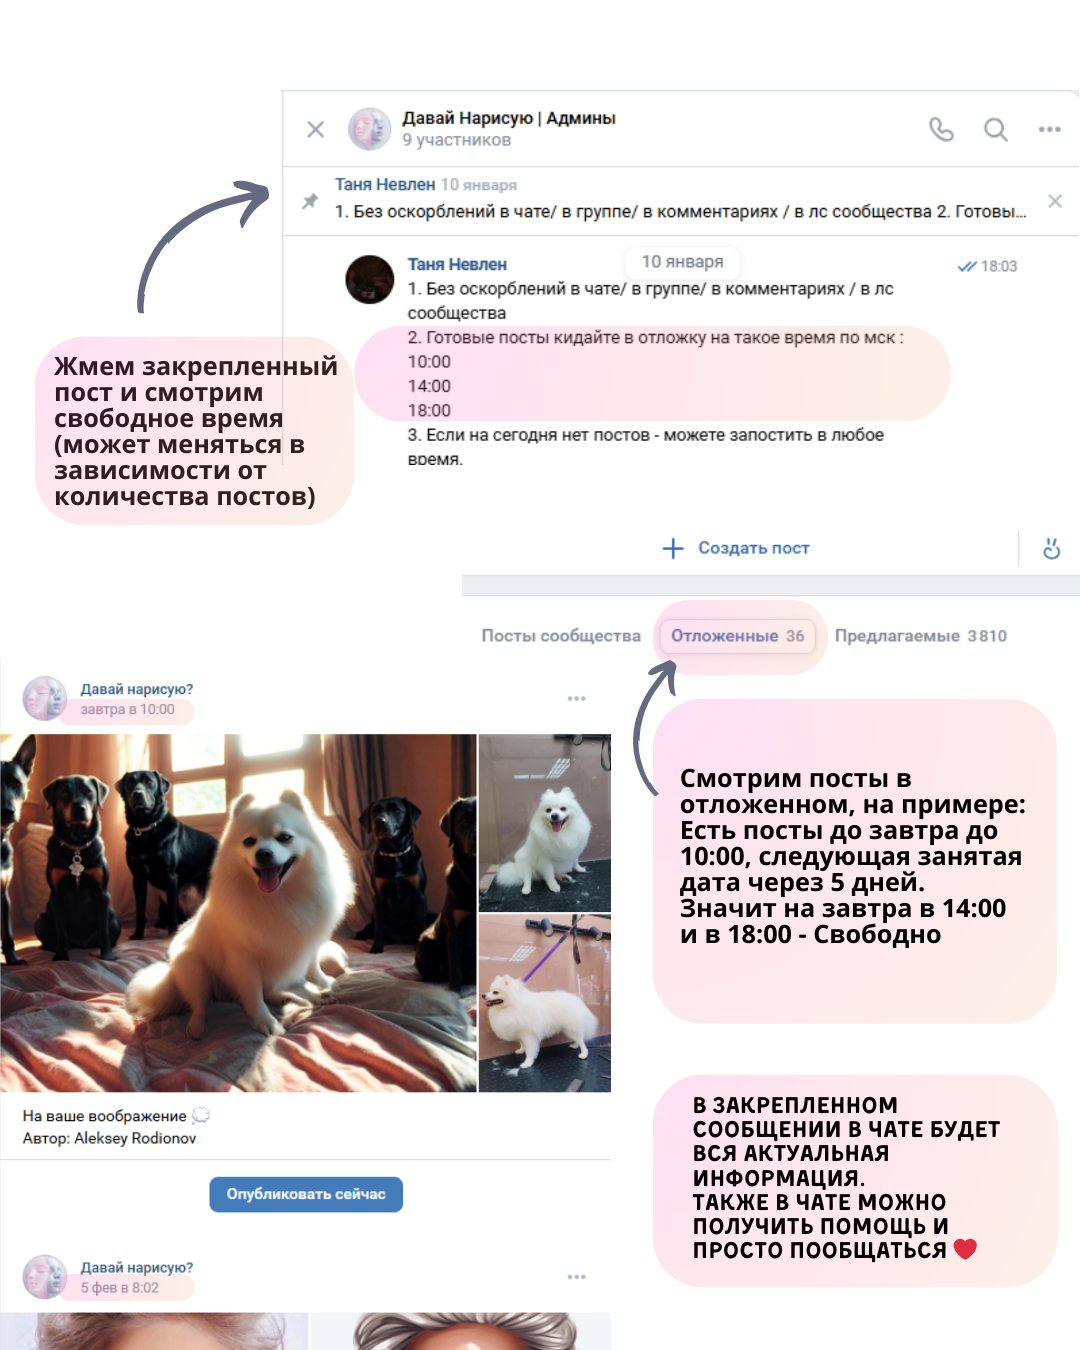 Давай Нарисую | Админы
9 участников
Таня Невлен 10 января
1. Без оскорблений в чате/ в группе/ в комментариях / в лс сообщества 2. Готовы...
Таня Невлен
10 января
18:03
1. Без оскорблений в чате/ в группе/ в комментариях / в лс
сообщества
2. Готовые посты кидайте в отложку на такое время по мск :
10:00
14:00
18:00
3. Если на сегодня нет постов - можете запостить в любое
время.
Жмем закрепленный
пост и смотрим
свободное время
(может меняться в
зависимости от
количества постов)
Создать пост
Посты сообщества Отложенные 36 Предлагаемые 3 810
Давай нарисую?
завтра в 10:00
Смотрим посты в
отложенном, на примере:
Есть посты до завтра до
10:00, следующая занятая
дата через 5 дней.
Значит на завтра в 14:00
и в 18:00 - Свободно
На ваше воображение 💭
Автор: Aleksey Rodionov
Опубликовать сейчас
В ЗАКРЕПЛЕННОМ
СООБЩЕНИИ В ЧАТЕ БУДЕТ
ВСЯ АКТУАЛЬНАЯ
ИНФОРМАЦИЯ.
ТАКЖЕ В ЧАТЕ МОЖНО
ПОЛУЧИТЬ ПОМОЩЬ И
ПРОСТО ПООБЩАТЬСЯ ❤
Давай нарисую?
5 фев в 8:02